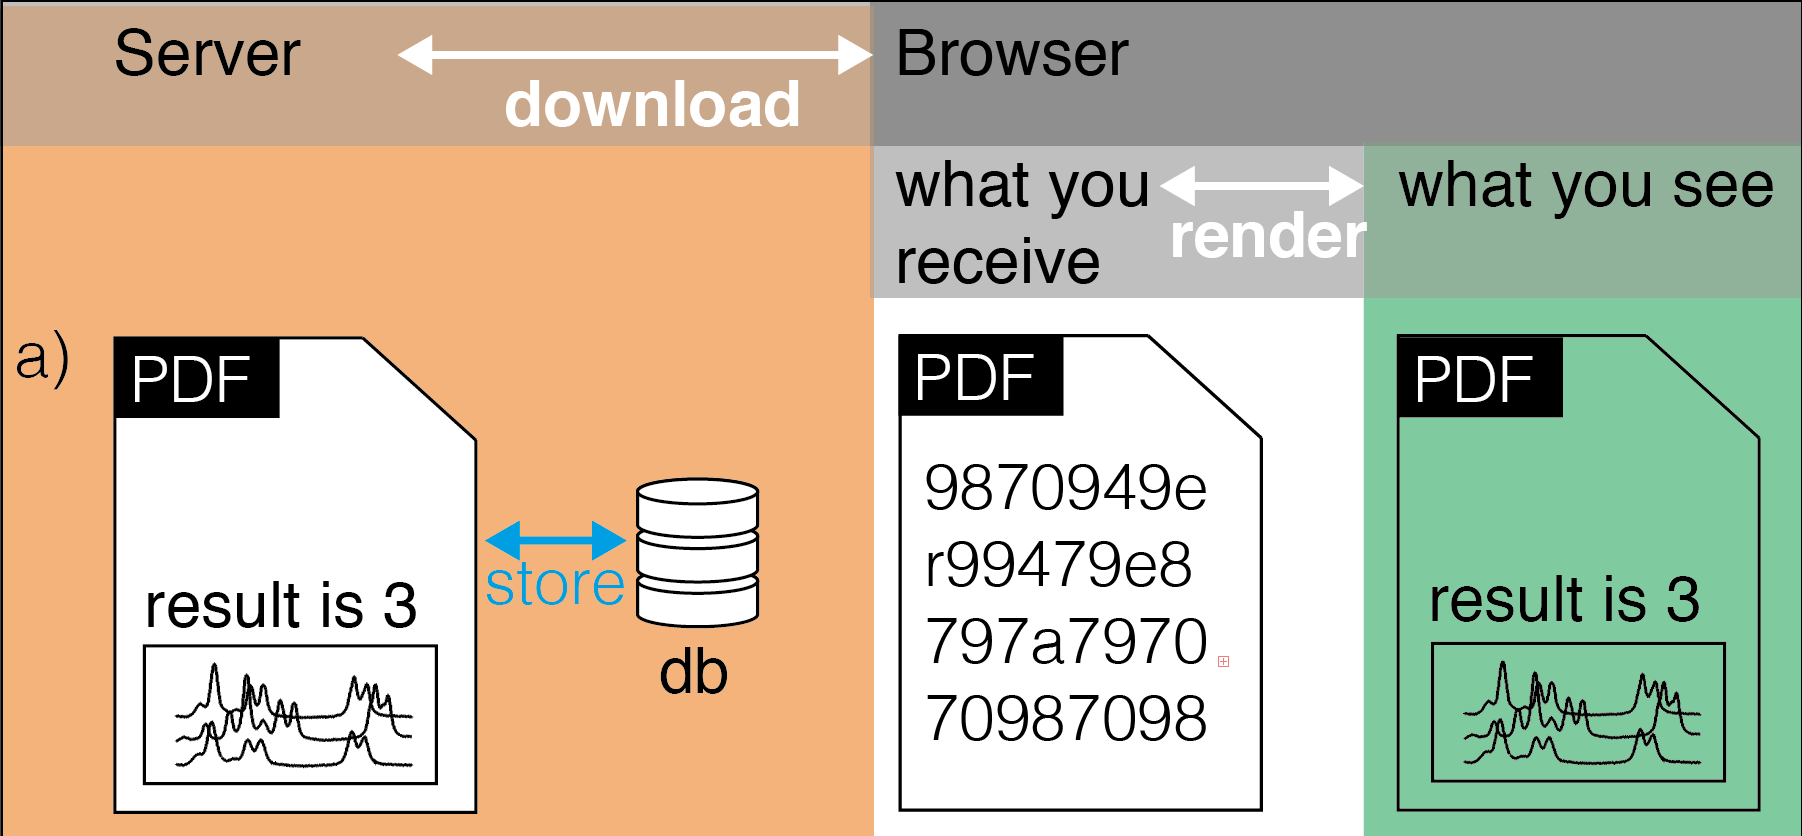 Server
download
Browser
what you
receive
render
what you see
a)
PDF
result is 3
store
db
PDF
9870949e
r99479e8
797a7970
70987098
PDF
result is 3